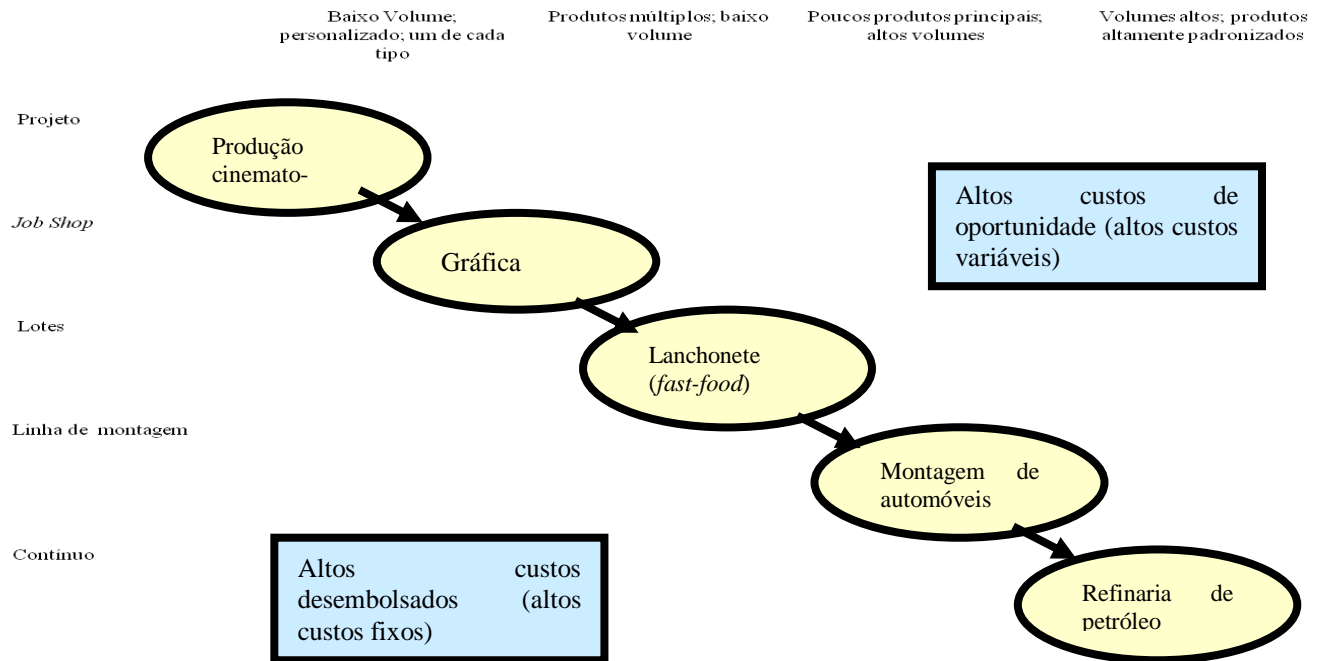 Baixo Volume;
personalizado; um de cada
tipo
Produtos múltiplos; baixo
volume
Poucos produtos principais;
altos volumes
Volumes altos; produtos
altamente padronizados
Projeto
Produção
cinemato-
Altos custos de
oportunidade (altos custos
variáveis)
Job Shop
Gráfica
Lotes
Lanchonete
(fast-food)
Linha de montagem
Montagem de
automóveis
Contínuo
Altos custos
desembolsados (altos
custos fixos)
Refinaria de
petróleo